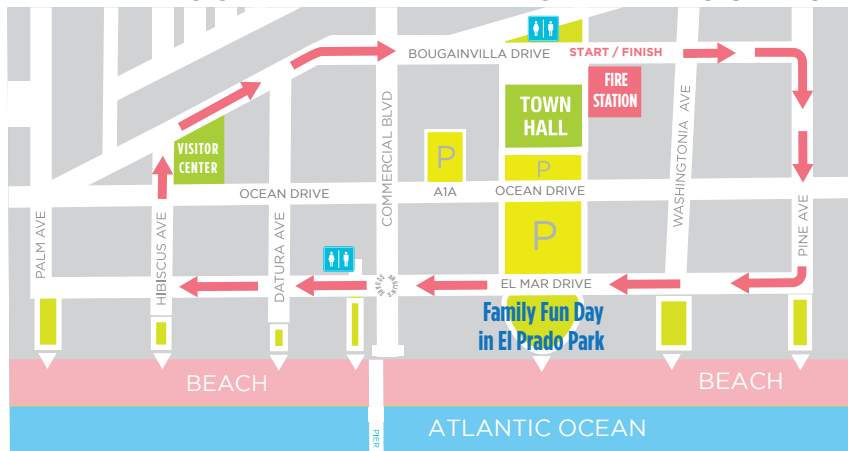 BOUGAINVILLA DRIVE
START / FINISH
FIRE
STATION
TOWN
HALL
VISITOR
CENTER
P
P
P
A1A
OCEAN DRIVE
OCEAN DRIVE
PALM AVE
HIBISCUS AVE
DATURA AVE
COMMERCIAL BLVD
WASHINGTONIA AVE
PINE AVE
EL MAR DRIVE
Family Fun Day
in El Prado Park
BEACH
BEACH
PIER
ATLANTIC OCEAN